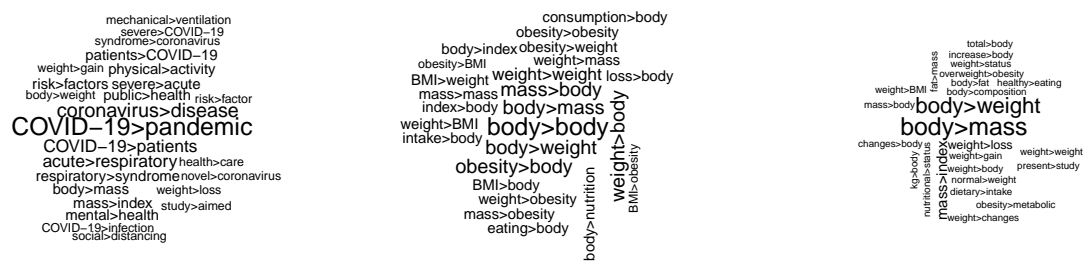 mechanical>ventilation
severe>COVID−19
syndrome>coronavirus
patients>COVID−19
weight>gain physical>activity
risk>factors severe>acute
body>weight public>health risk>factor
coronavirus>disease
COVID−19>pandemic
COVID−19>patients
acute>respiratory health>care
respiratory>syndrome novel>coronavirus
body>mass weight>loss
mass>index study>aimed
mental>health
COVID−19>infection
social>distancing
consumption>body
obesity>obesity
body>index obesity>weight
obesity>BMI weight>mass
BMI>weight weight>weight loss>body
mass>mass mass>body
index>body body>mass
weight>BMI body>body
intake>body body>weight
weight>body
obesity>body
BMI>body
weight>obesity
mass>obesity
eating>body
body>nutrition
BMI>obesity
total>body
increase>body
weight>status
overweight>obesity
fat>mass
body>fat healthy>eating
weight>BMI body>composition
mass>body body>weight
body>mass
changes>body weight>loss
weight>gain weight>weight
weight>body present>study
kg>body
nutritional>status
mass>index
normal>weight
dietary>intake
obesity>metabolic
weight>changes